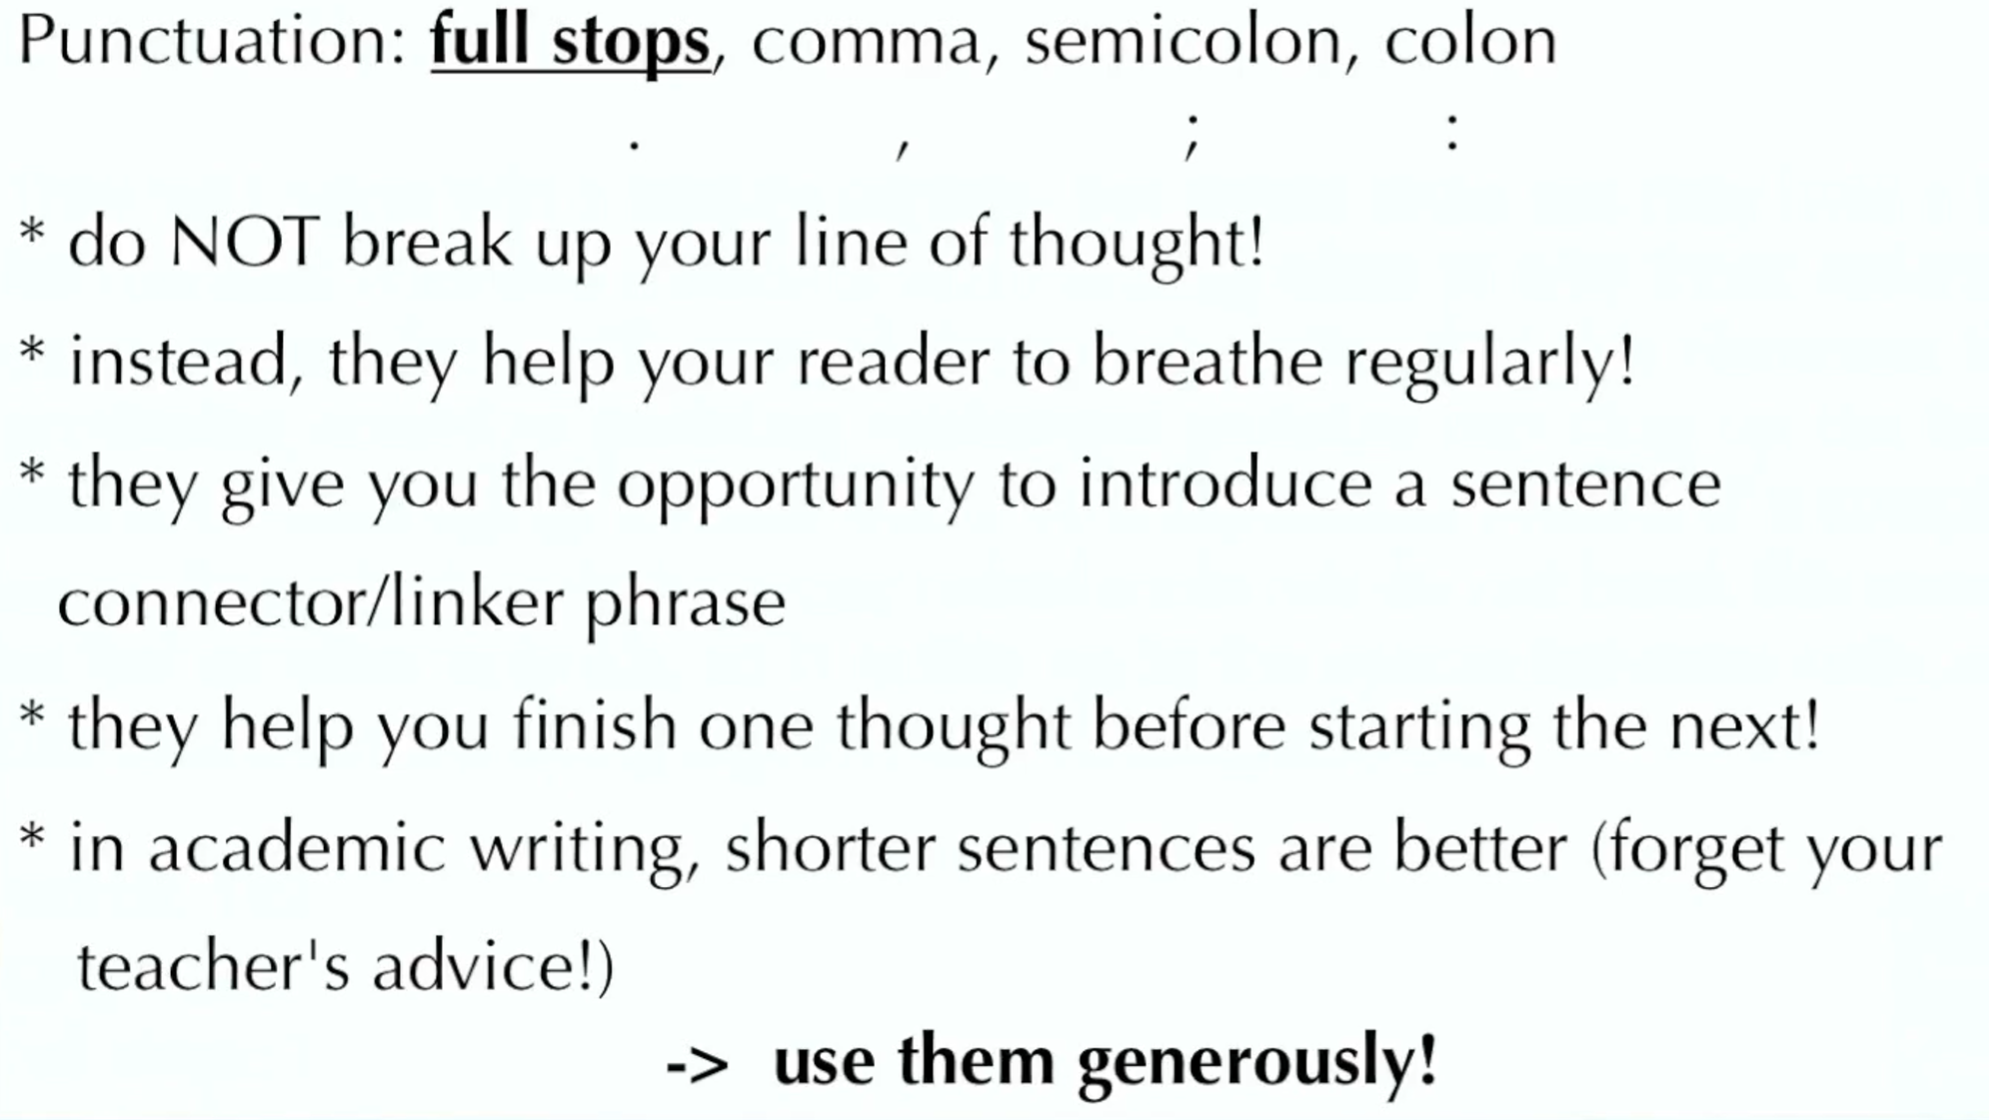 Punctuation: full stops, comma, semicolon, colon
. , ; :
* do NOT break up your line of thought!
* instead, they help your reader to breathe regularly!
* they give you the opportunity to introduce a sentence
connector/linker phrase
* they help you finish one thought before starting the next!
* in academic writing, shorter sentences are better (forget your
teacher's advice!)
-> use them generously!